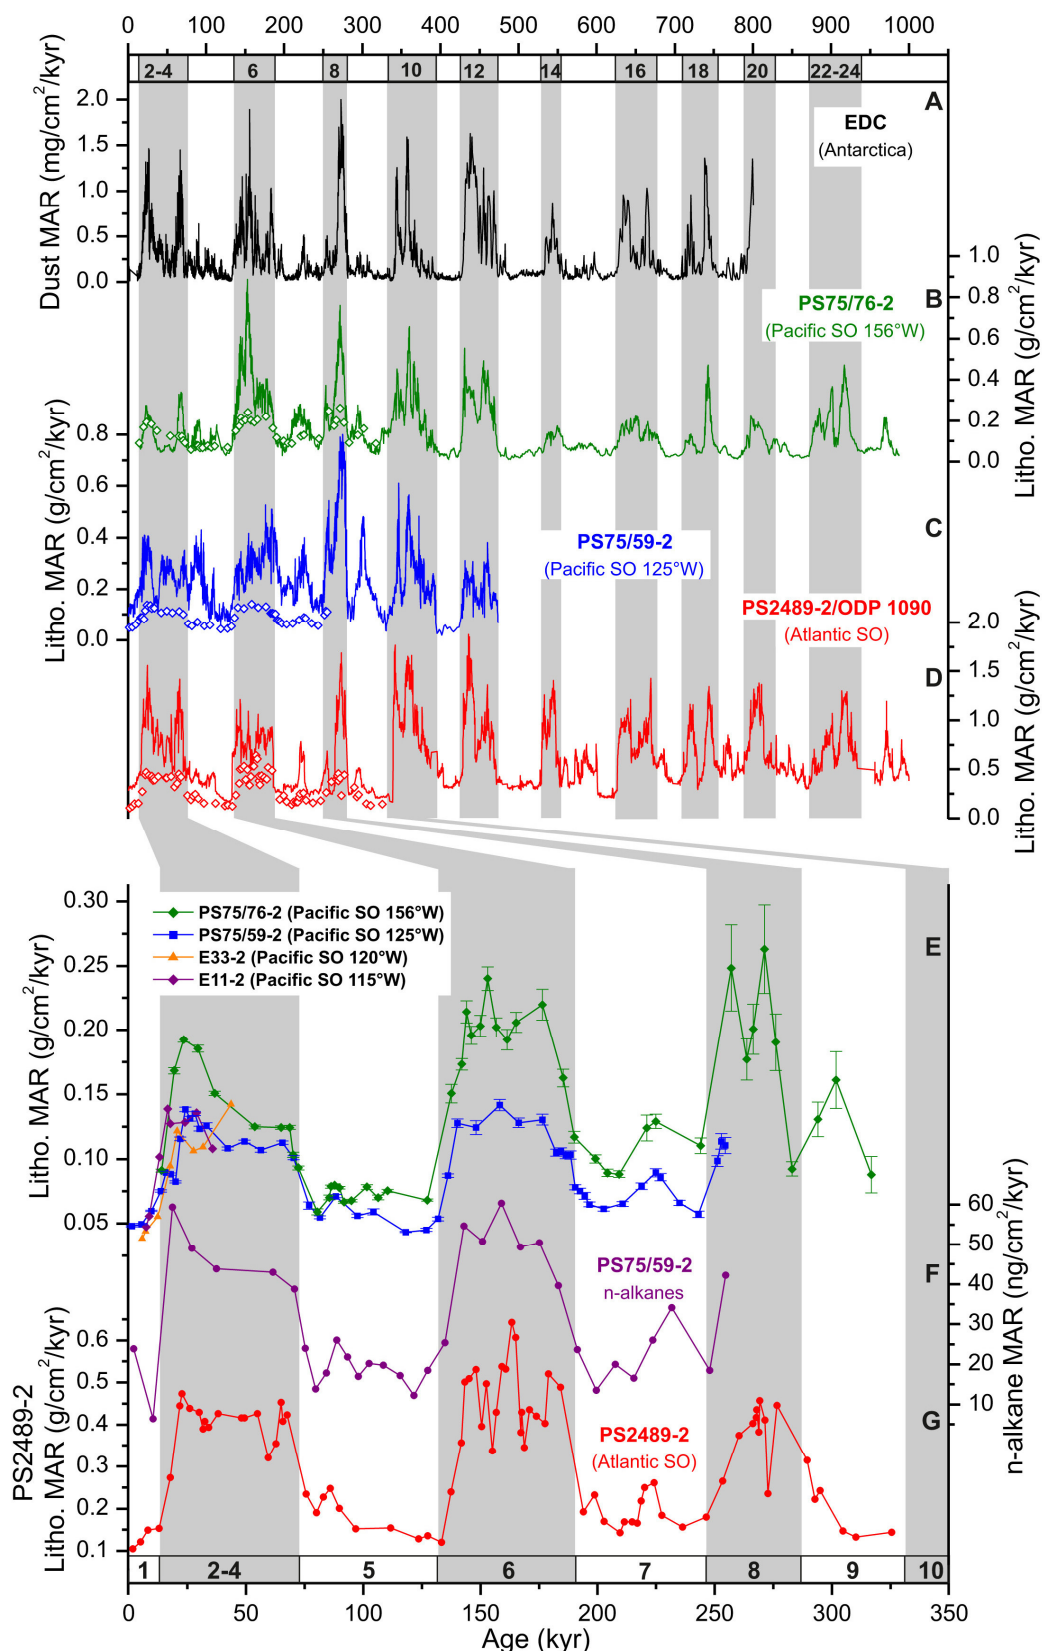 0 100 200 300 400 500 600 700 800 900 1000
2-4 6 8 10 12 14 16 18 20 22-24
A
EDC
(Antarctica)
Dust MAR (mg/cm²/kyr)
2.0
1.5
1.0
0.5
0.0
B
PS75/76-2
(Pacific SO 156°W)
1.0
0.8
0.6
0.4
0.2
0.0
Litho. MAR (g/cm²/kyr)
C
PS75/59-2
(Pacific SO 125°W)
Litho. MAR (g/cm²/kyr)
0.8
0.6
0.4
0.2
0.0
PS2489-2/ODP 1090
(Atlantic SO)
D
2.0
1.5
1.0
0.5
0.0
Litho. MAR (g/cm²/kyr)
PS75/76-2 (Pacific SO 156°W)
PS75/59-2 (Pacific SO 125°W)
E33-2 (Pacific SO 120°W)
E11-2 (Pacific SO 115°W)
E
Litho. MAR (g/cm²/kyr)
0.30
0.25
0.20
0.15
0.10
0.05
PS75/59-2
n-alkanes
F
60
50
40
30
20
10
n-alkane MAR (ng/cm²/kyr)
G
PS2489-2
(Atlantic SO)
PS2489-2
Litho. MAR (g/cm²/kyr)
0.6
0.5
0.4
0.3
0.2
0.1
1 2-4 5 6 7 8 9 10
0 50 100 150 200 250 300 350
Age (kyr)